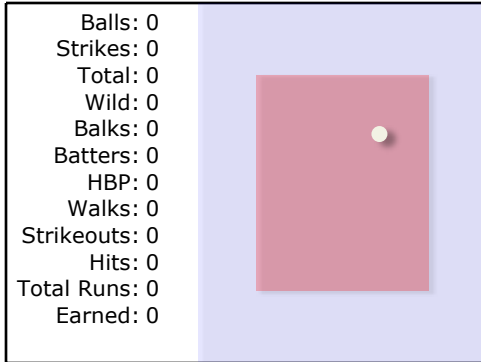 Balls: 0
Strikes: 0
Total: 0
Wild: 0
Balks: 0
Batters: 0
HBP: 0
Walks: 0
Strikeouts: 0
Hits: 0
Total Runs: 0
Earned: 0